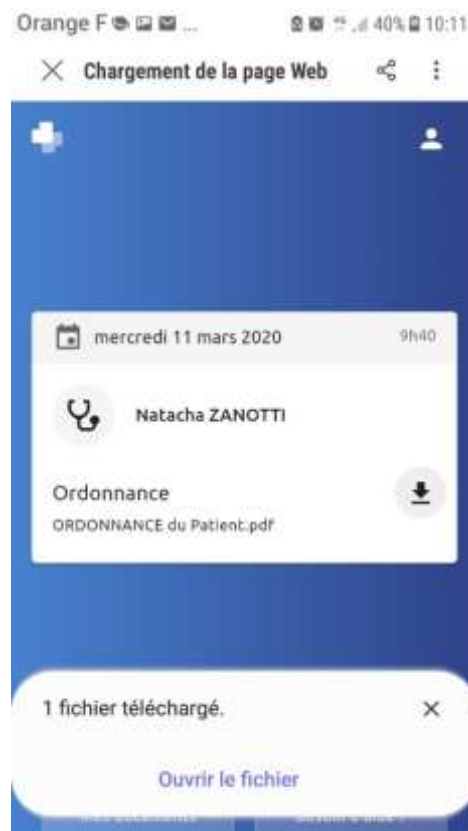 Orange F ... 40% 10:11
Chargement de la page Web
mercredi 11 mars 2020 9h40
Natacha ZANOTTI
Ordonnance
ORDONNANCE du Patient.pdf
1 fichier téléchargé.
Ouvrir le fichier